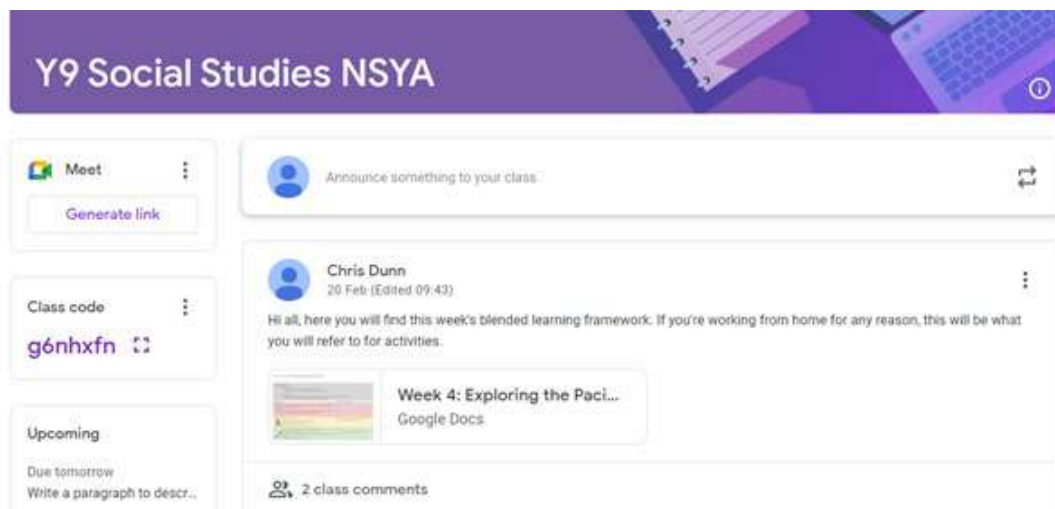 Y9 Social Studies NSYA
Meet
Generate link
Class code
g6nhxfn
Upcoming
Due tomorrow
Write a paragraph to descr...
Announce something to your class
Chris Dunn
20 Feb (Edited 09:43)
Hi all, here you will find this week's blended learning framework. If you're working from home for any reason, this will be what
you will refer to for activities.
Week 4: Exploring the Paci...
Google Docs
2 class comments